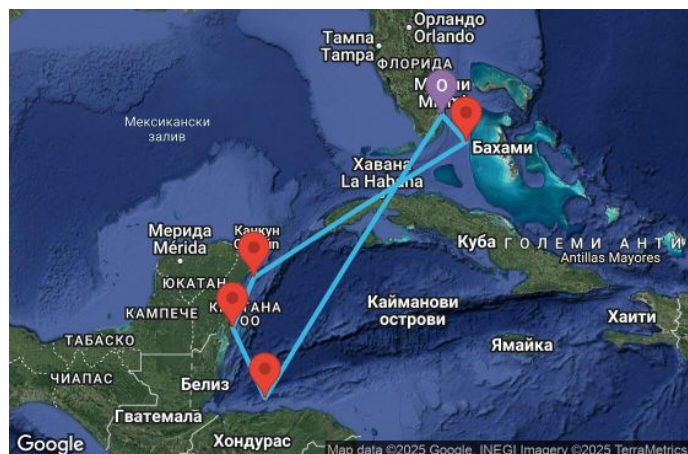 Орландо
Orlando
Тампа
Tampa
ФЛОРИДА
Мексикански
залив
Бахами
Хавана
La Habana
Мерида
Mérida
Куба
ГОЛЕМИ АНТИ
Antillas Mayores
ЮКАТАН
КАМПЕЧЕ
ОО
Кайманови
острови
Хаити
ТАБАСКО
Ямайка
ЧИАПАС
Белиз
Гватемала
Хондурас
Google
Map data ©2025 Google, INEGI Imagery ©2025 TerraMetrics